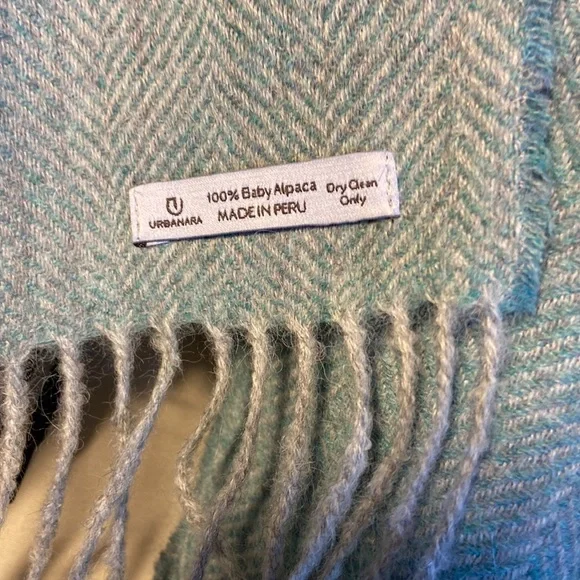 URBANARA
100% Baby Alpaca
MADE IN PERU
Dry Clean
Only